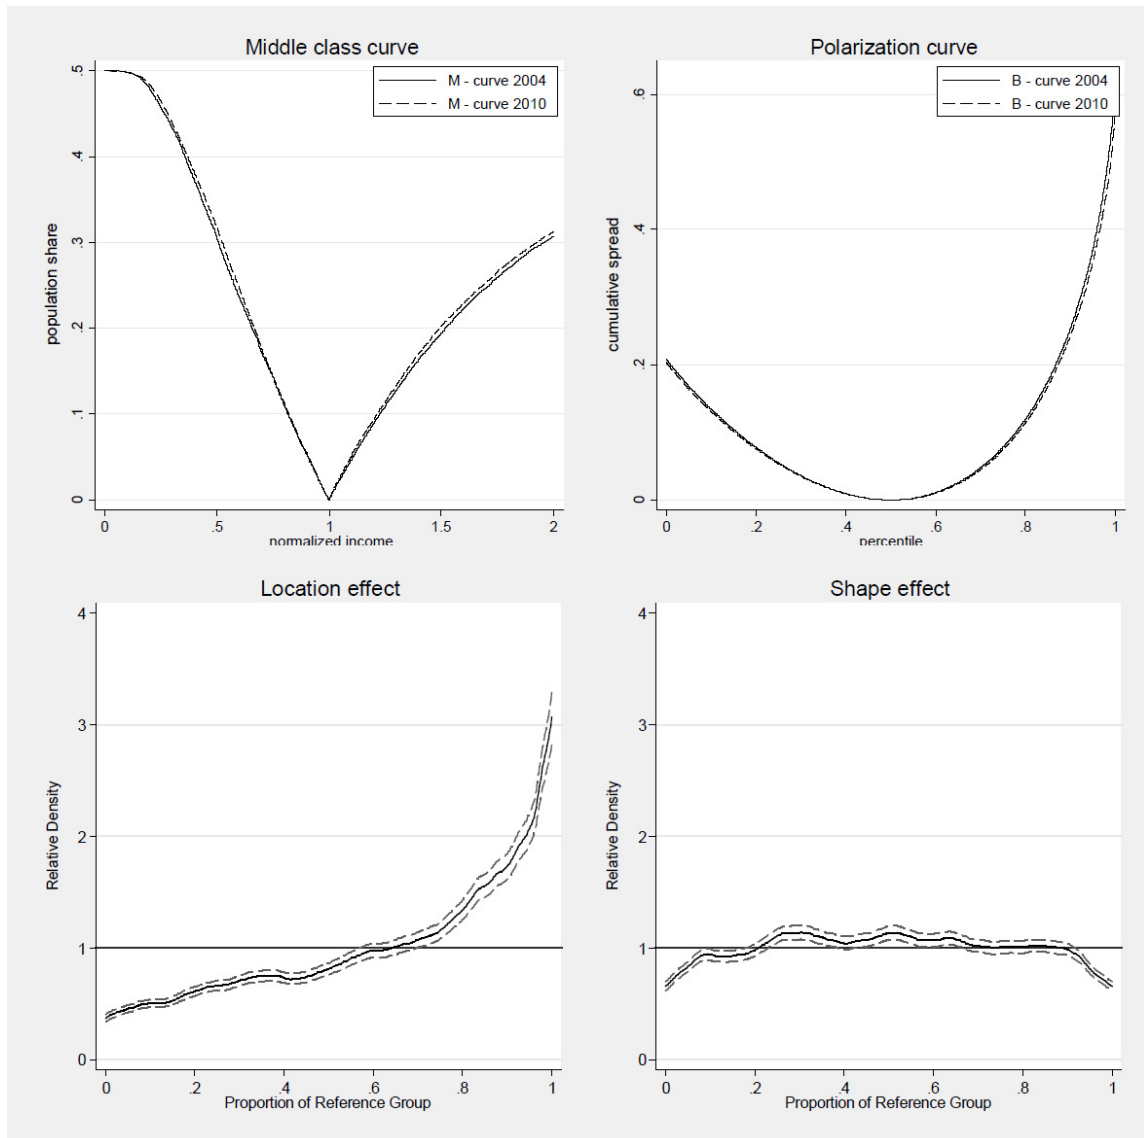 Middle class curve
M - curve 2004
M - curve 2010
.5
.4
.3
.2
.1
0
population share
0 .5 1 1.5 2
normalized income
Polarization curve
B - curve 2004
B - curve 2010
.6
.4
.2
0
cumulative spread
0 .2 .4 .6 .8 1
percentile
Location effect
4
3
2
1
0
Relative Density
0 .2 .4 .6 .8 1
Proportion of Reference Group
Shape effect
4
3
2
1
0
Relative Density
0 .2 .4 .6 .8 1
Proportion of Reference Group